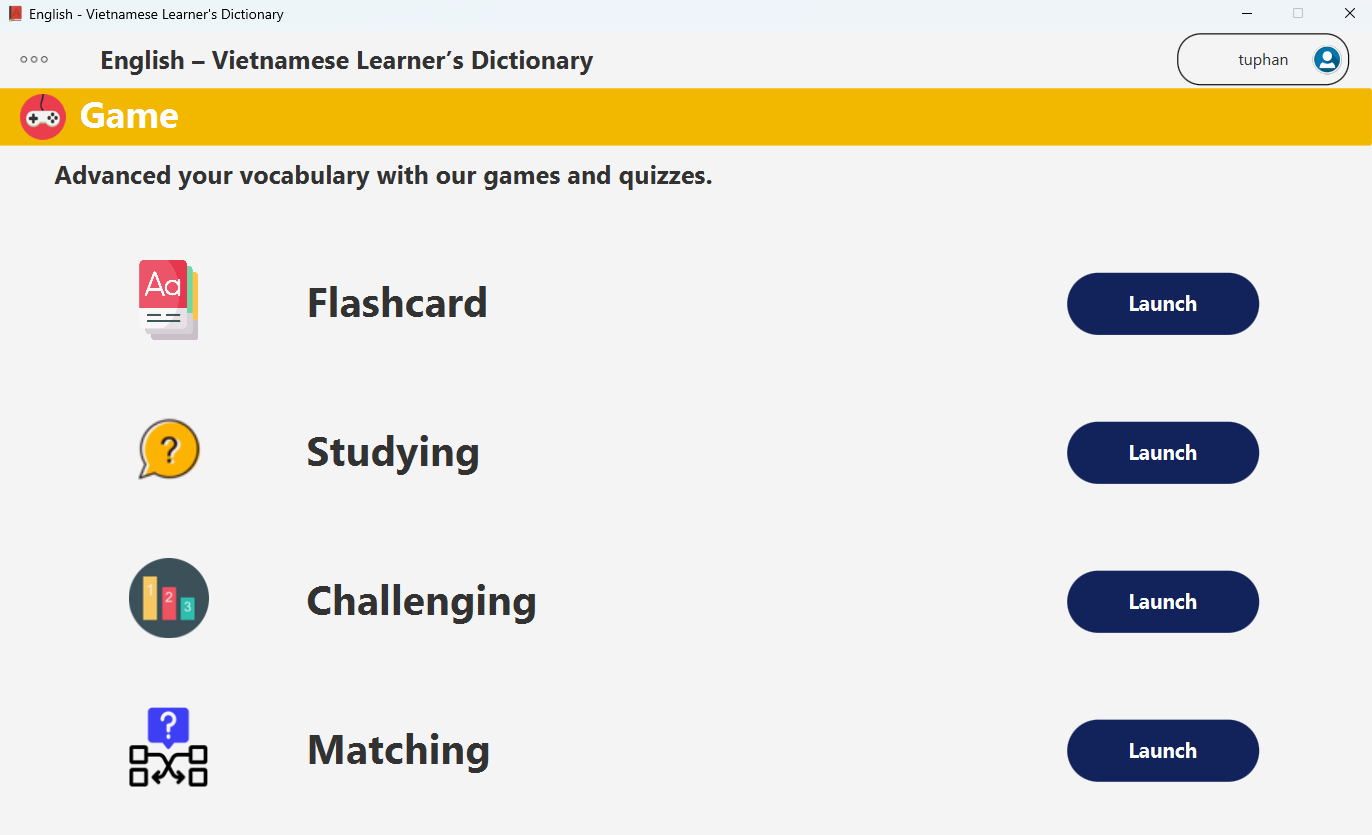 English - Vietnamese Learner's Dictionary
English – Vietnamese Learner’s Dictionary
tuphan
Game
Advanced your vocabulary with our games and quizzes.
Aa
Flashcard
Launch
?
Studying
Launch
1 2 3
Challenging
Launch
?
Matching
Launch